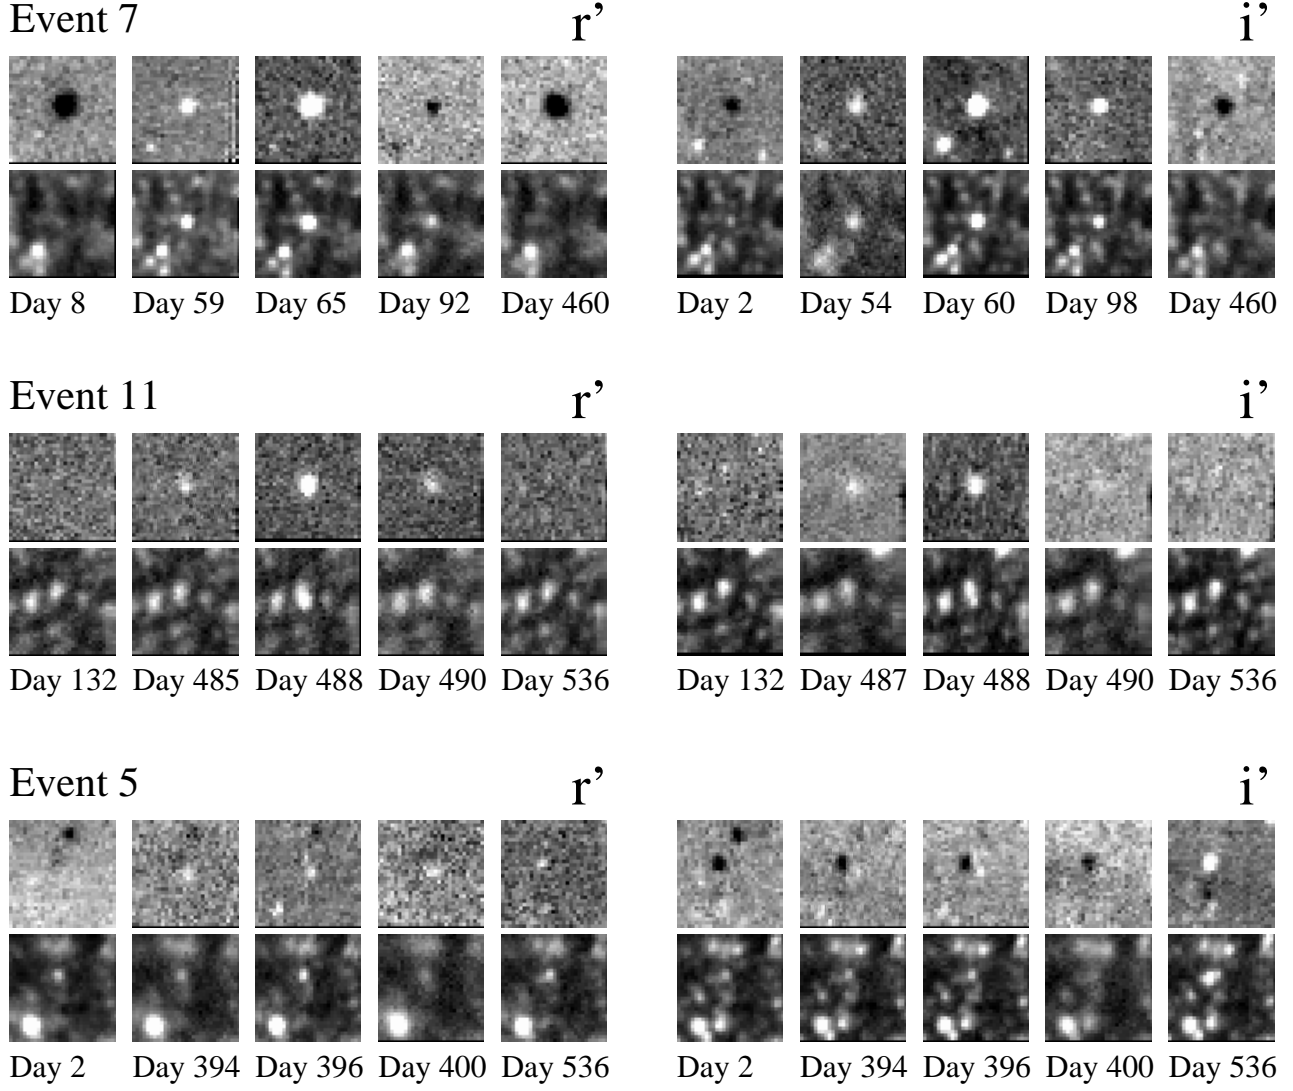 Event 7 r’ i’
Day 8 Day 59 Day 65 Day 92 Day 460 Day 2 Day 54 Day 60 Day 98 Day 460
Event 11 r’ i’
Day 132 Day 485 Day 488 Day 490 Day 536 Day 132 Day 487 Day 488 Day 490 Day 536
Event 5 r’ i’
Day 2 Day 394 Day 396 Day 400 Day 536 Day 2 Day 394 Day 396 Day 400 Day 536